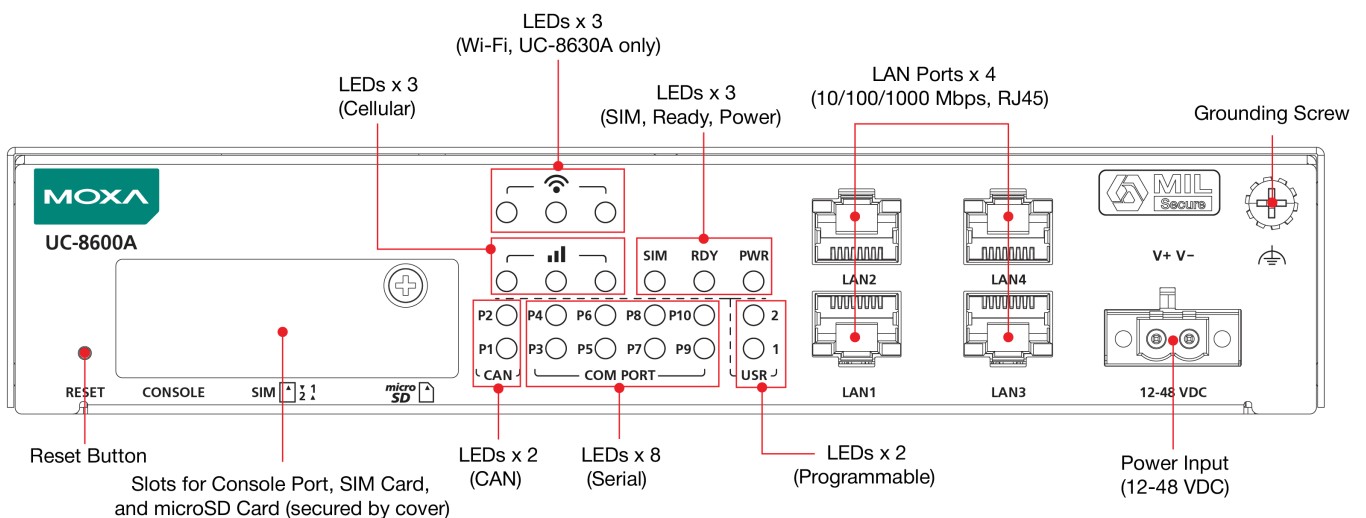 LEDs x 3
(Wi-Fi, UC-8630A only)
LEDs x 3
(Cellular)
LEDs x 3
(SIM, Ready, Power)
LAN Ports x 4
(10/100/1000 Mbps, RJ45)
Grounding Screw
MOXA
UC-8600A
MIL
Secure
SIM RDY PWR
LAN2
LAN4
V+ V−
P2 P4 P6 P8 P10 2
P1 P3 P5 P7 P9 1
CAN COM PORT USR
RESET CONSOLE SIM 1
2
micro
SD
LAN1
LAN3
12-48 VDC
Reset Button
Slots for Console Port, SIM Card,
and microSD Card (secured by cover)
LEDs x 2
(CAN)
LEDs x 8
(Serial)
LEDs x 2
(Programmable)
Power Input
(12-48 VDC)